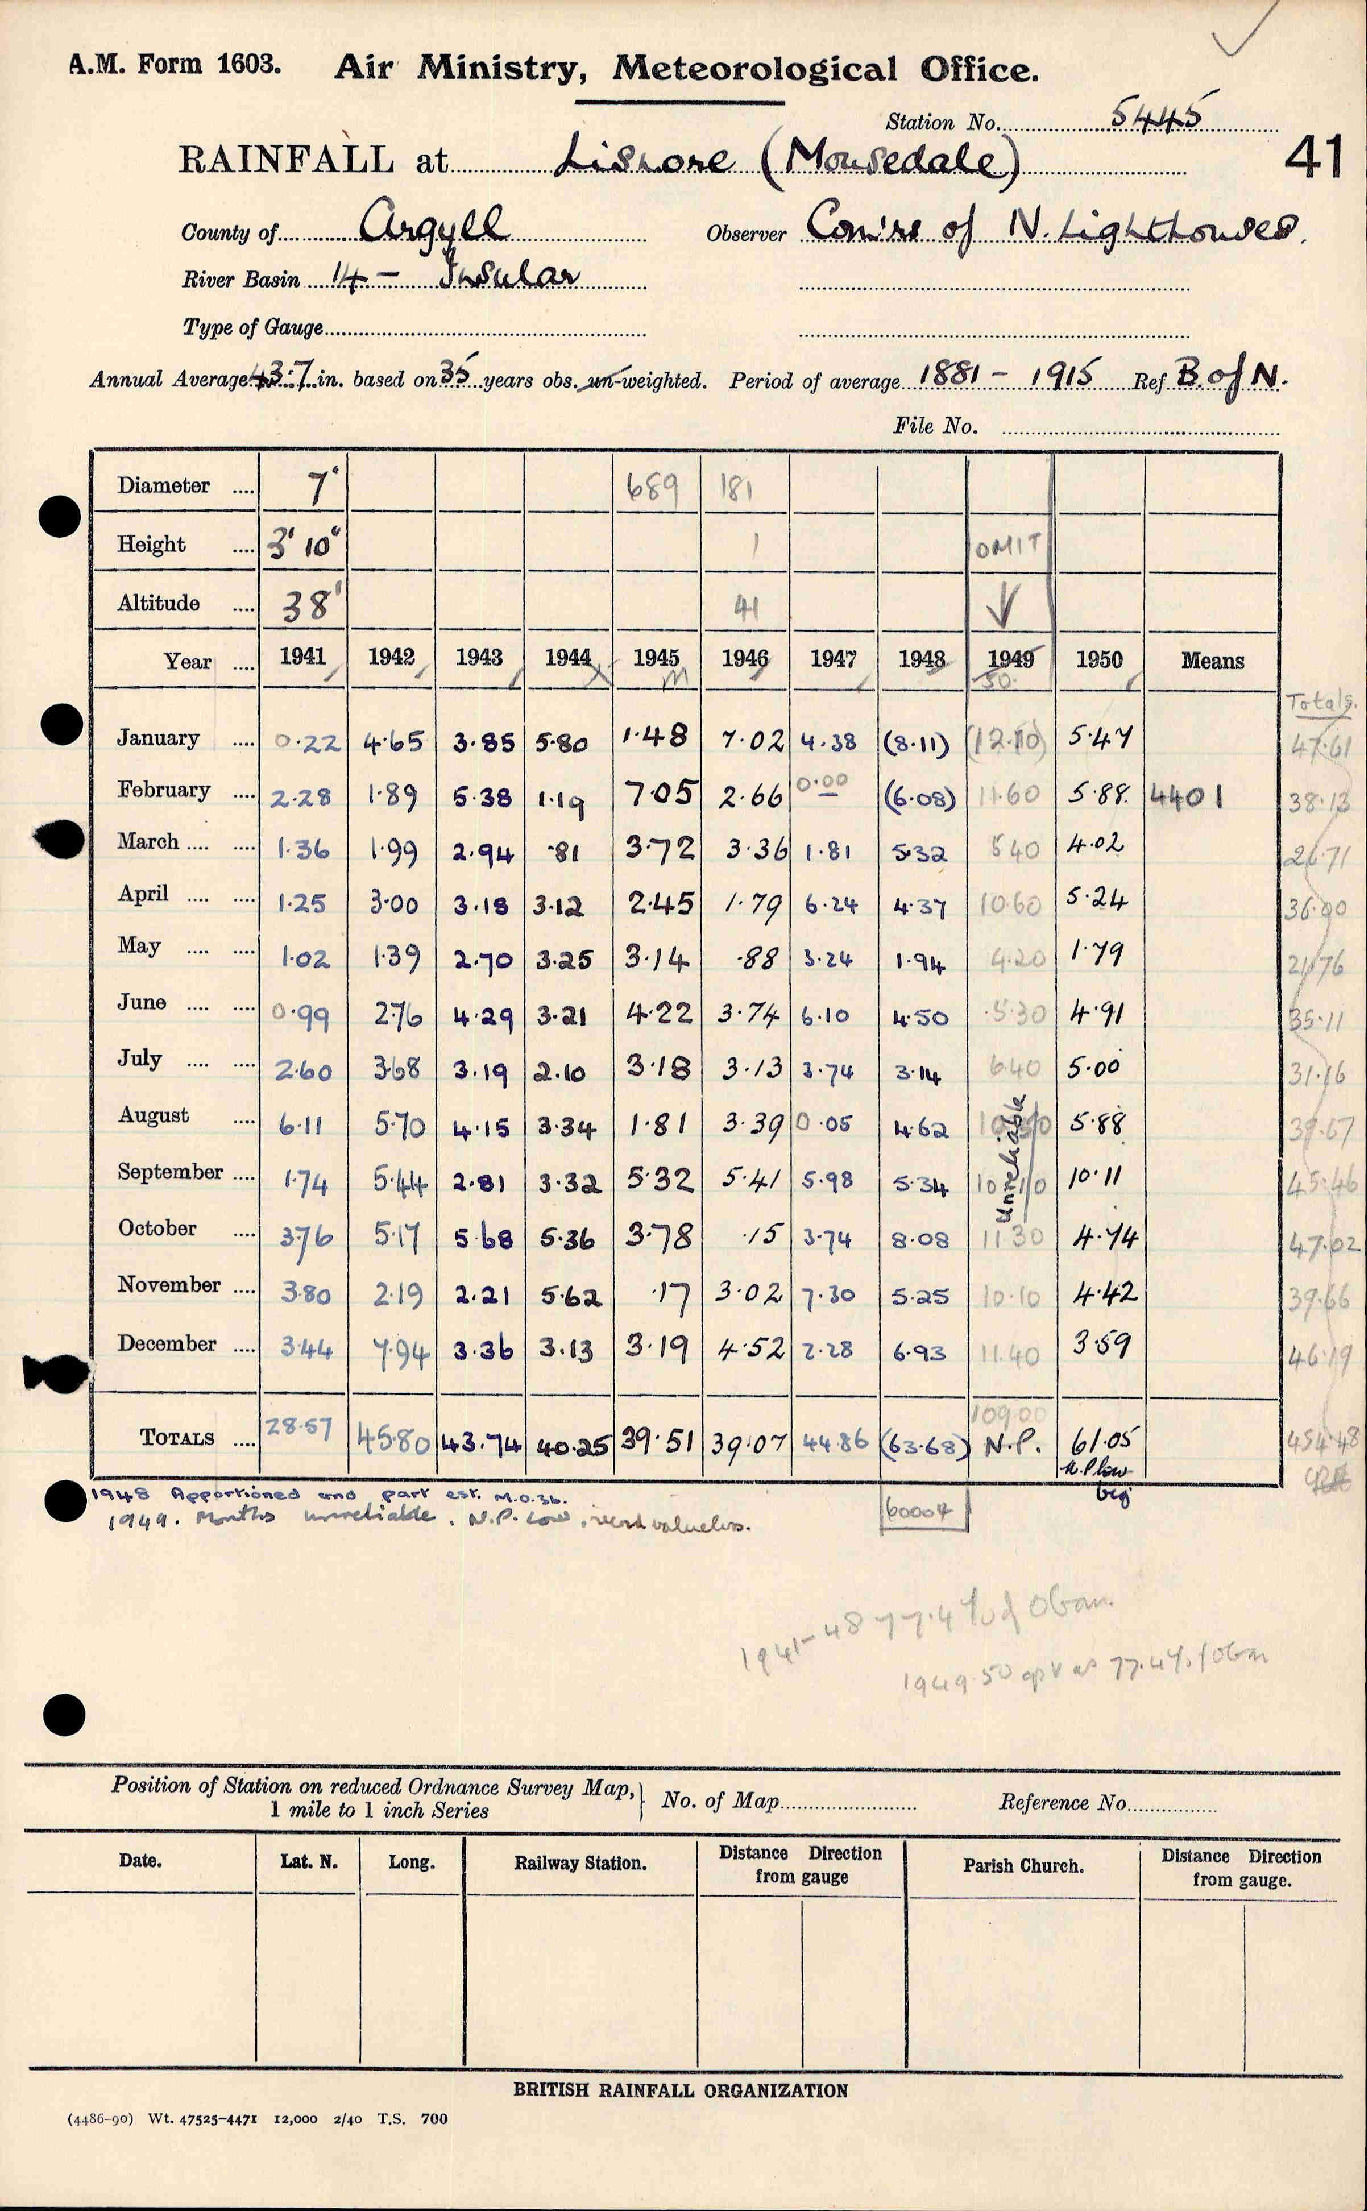 A.M. Form 1603. Air Ministry, Meteorological Office.
Station No. 5445
RAINFALL at Lismore (Mousedale) 41
County of Argyll Observer Com'rs of N. Lighthouses.
River Basin 14 - Insular
Type of Gauge
Annual Average 43.7 in. based on 35 years obs. un-weighted. Period of average 1881 - 1915 Ref B. of N.
File No.
Diameter .... 7" 689 181
Height .... 3' 10" 1 OMIT
Altitude .... 38' 41
Year .... 1941 1942 1943 1944 1945 1946 1947 1948 1949 1950 Means
M 50. Totals.
January .... 0.22 4.65 3.85 5.80 1.48 7.02 4.38 (8.11) (12.10) 5.47 47.61
February .... 2.28 1.89 5.38 1.19 7.05 2.66 0.00 (6.08) 11.60 5.88 4401 38.13
March .... .... 1.36 1.99 2.94 .81 3.72 3.36 1.81 5.32 5.40 4.02 26.71
April .... .... 1.25 3.00 3.18 3.12 2.45 1.79 6.24 4.37 10.60 5.24 36.00
May .... .... 1.02 1.39 2.70 3.25 3.14 .88 3.24 1.94 4.20 1.79 21.76
June .... .... 0.99 2.76 4.29 3.21 4.22 3.74 6.10 4.50 5.30 4.91 35.11
July .... .... 2.60 3.68 3.19 2.10 3.18 3.13 3.74 3.14 6.40 5.00 31.16
August .... 6.11 5.70 4.15 3.34 1.81 3.39 0.05 4.62 5.88 39.67
Unreliable
September .... 1.74 5.44 2.81 3.32 5.32 5.41 5.98 5.34 10.10 10.11 45.46
October .... 3.76 5.17 5.68 5.36 3.78 .15 3.74 8.08 11.30 4.74 47.02
November .... 3.80 2.19 2.21 5.62 .17 3.02 7.30 5.25 10.10 4.42 39.66
December .... 3.44 7.94 3.36 3.13 3.19 4.52 2.28 6.93 11.40 3.59 46.19
109.00
TOTALS .... 28.57 45.80 43.74 40.25 39.51 39.07 44.86 (63.68) N.P. 61.05 454.48
N.P. low
1948 Apportioned and part est. M.O.3b.
60004
1949. Months unreliable. N.P. Low, record valueless.
1941-48 77.4% of Oban.
1949.50 as 77.4% of Oban
Position of Station on reduced Ordnance Survey Map, 1 mile to 1 inch Series } No. of Map Reference No.
Date. Lat. N. Long. Railway Station. Distance Direction from gauge Parish Church. Distance Direction from gauge.
BRITISH RAINFALL ORGANIZATION
(4486-90) Wt. 47525-4471 12,000 2/40 T.S. 700